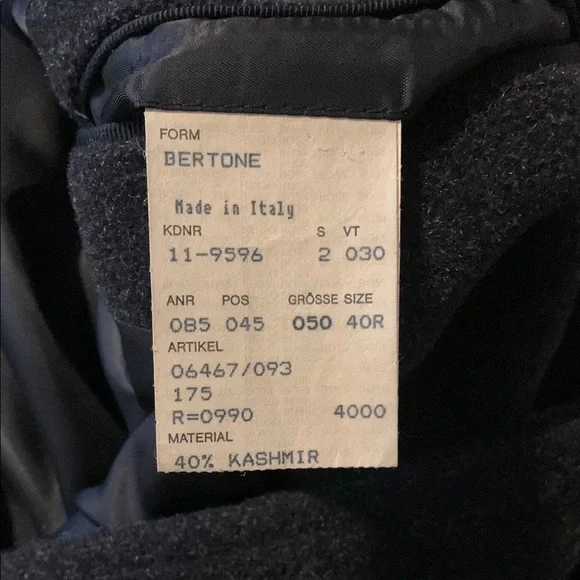 FORM
BERTONE
Made in Italy
KDNR S VT
11-9596 2 030
ANR POS GRÖSSE SIZE
085 045 050 40R
ARTIKEL
06467/093
175
R=0990 4000
MATERIAL
40% KASHMIR